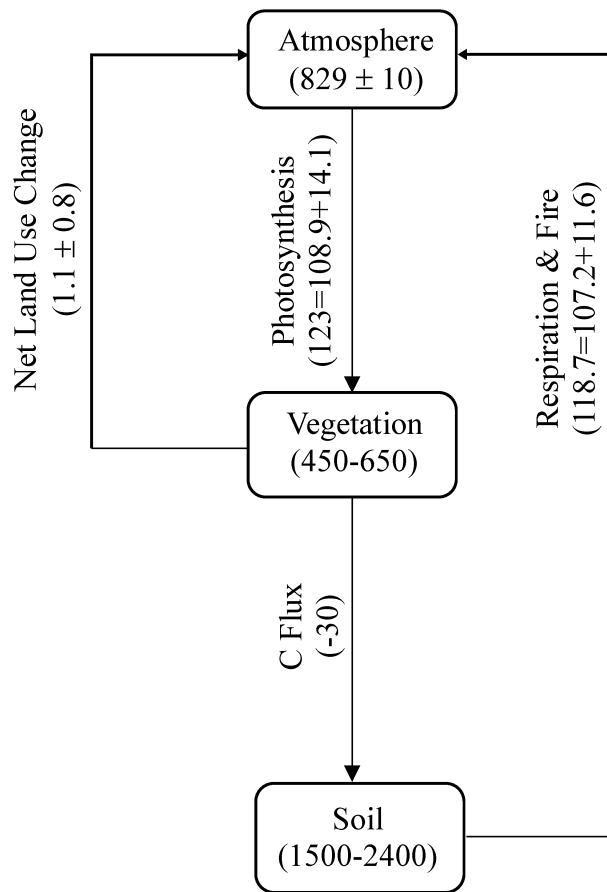 Atmosphere
(829 ± 10)
Net Land Use Change
(1.1 ± 0.8)
Photosynthesis
(123=108.9+14.1)
Respiration & Fire
(118.7=107.2+11.6)
Vegetation
(450-650)
C Flux
(-30)
Soil
(1500-2400)